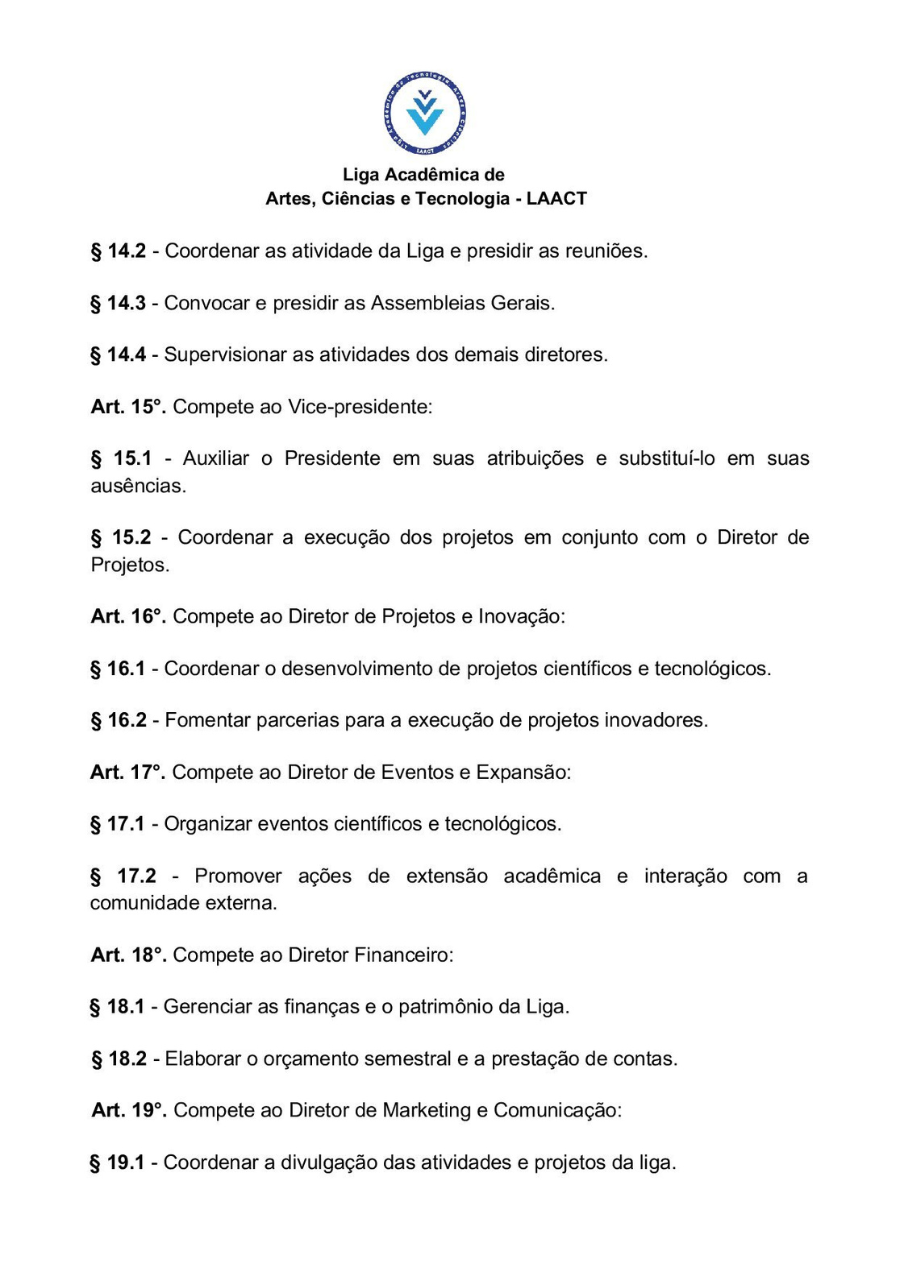 Liga Acadêmica de Tecnologia, Artes e Ciências
LAACT
Liga Acadêmica de
Artes, Ciências e Tecnologia - LAACT
§ 14.2 - Coordenar as atividade da Liga e presidir as reuniões.
§ 14.3 - Convocar e presidir as Assembleias Gerais.
§ 14.4 - Supervisionar as atividades dos demais diretores.
Art. 15°. Compete ao Vice-presidente:
§ 15.1 - Auxiliar o Presidente em suas atribuições e substituí-lo em suas
ausências.
§ 15.2 - Coordenar a execução dos projetos em conjunto com o Diretor de
Projetos.
Art. 16°. Compete ao Diretor de Projetos e Inovação:
§ 16.1 - Coordenar o desenvolvimento de projetos científicos e tecnológicos.
§ 16.2 - Fomentar parcerias para a execução de projetos inovadores.
Art. 17°. Compete ao Diretor de Eventos e Expansão:
§ 17.1 - Organizar eventos científicos e tecnológicos.
§ 17.2 - Promover ações de extensão acadêmica e interação com a
comunidade externa.
Art. 18°. Compete ao Diretor Financeiro:
§ 18.1 - Gerenciar as finanças e o patrimônio da Liga.
§ 18.2 - Elaborar o orçamento semestral e a prestação de contas.
Art. 19°. Compete ao Diretor de Marketing e Comunicação:
§ 19.1 - Coordenar a divulgação das atividades e projetos da liga.